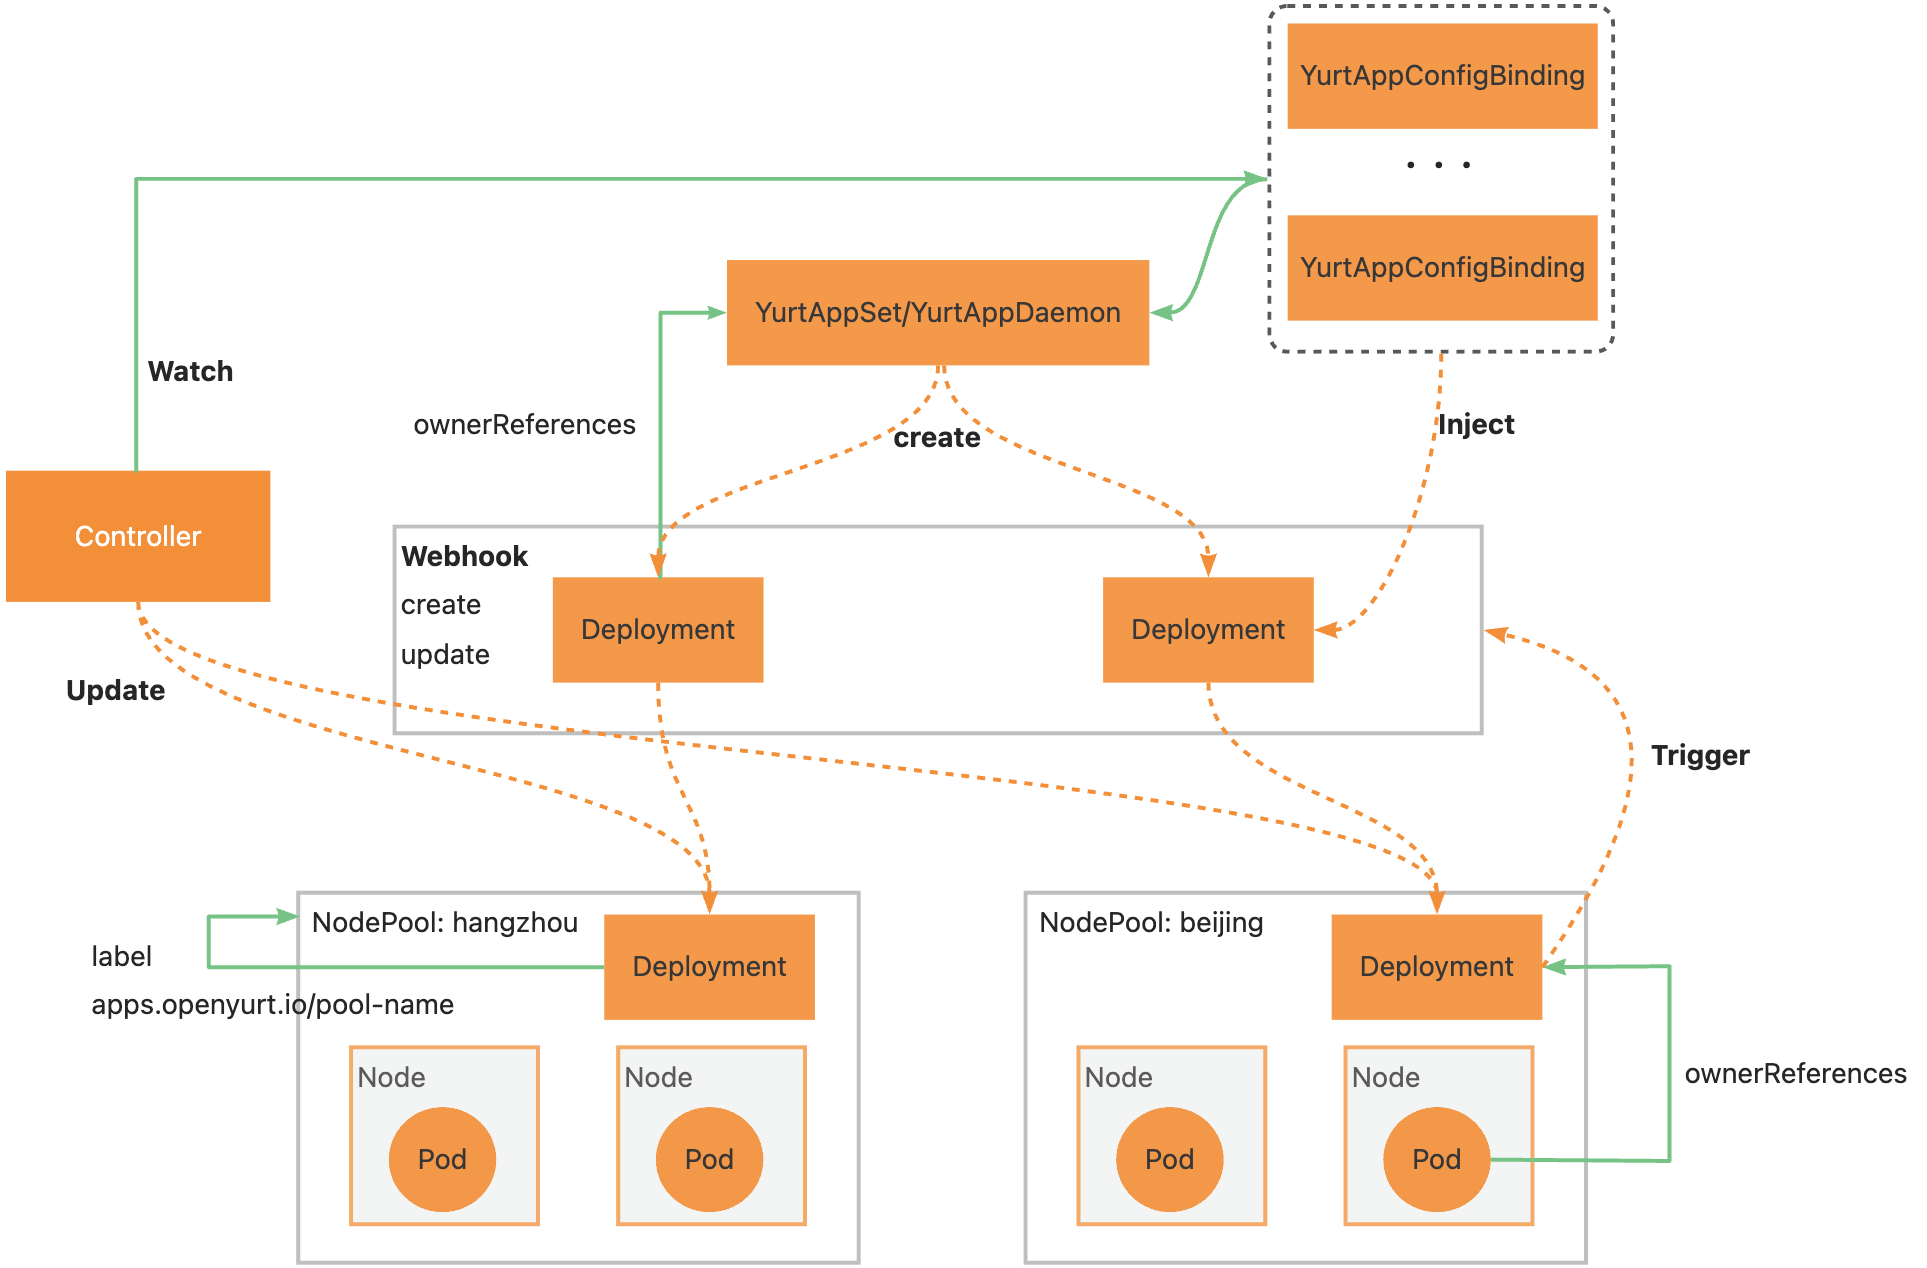 YurtAppConfigBinding
. . .
YurtAppConfigBinding
YurtAppSet/YurtAppDaemon
Watch
ownerReferences
create
Inject
Controller
Webhook
create
update
Deployment
Deployment
Update
Trigger
NodePool: hangzhou
Deployment
label
apps.openyurt.io/pool-name
Node
Pod
Node
Pod
NodePool: beijing
Deployment
Node
Pod
Node
Pod
ownerReferences